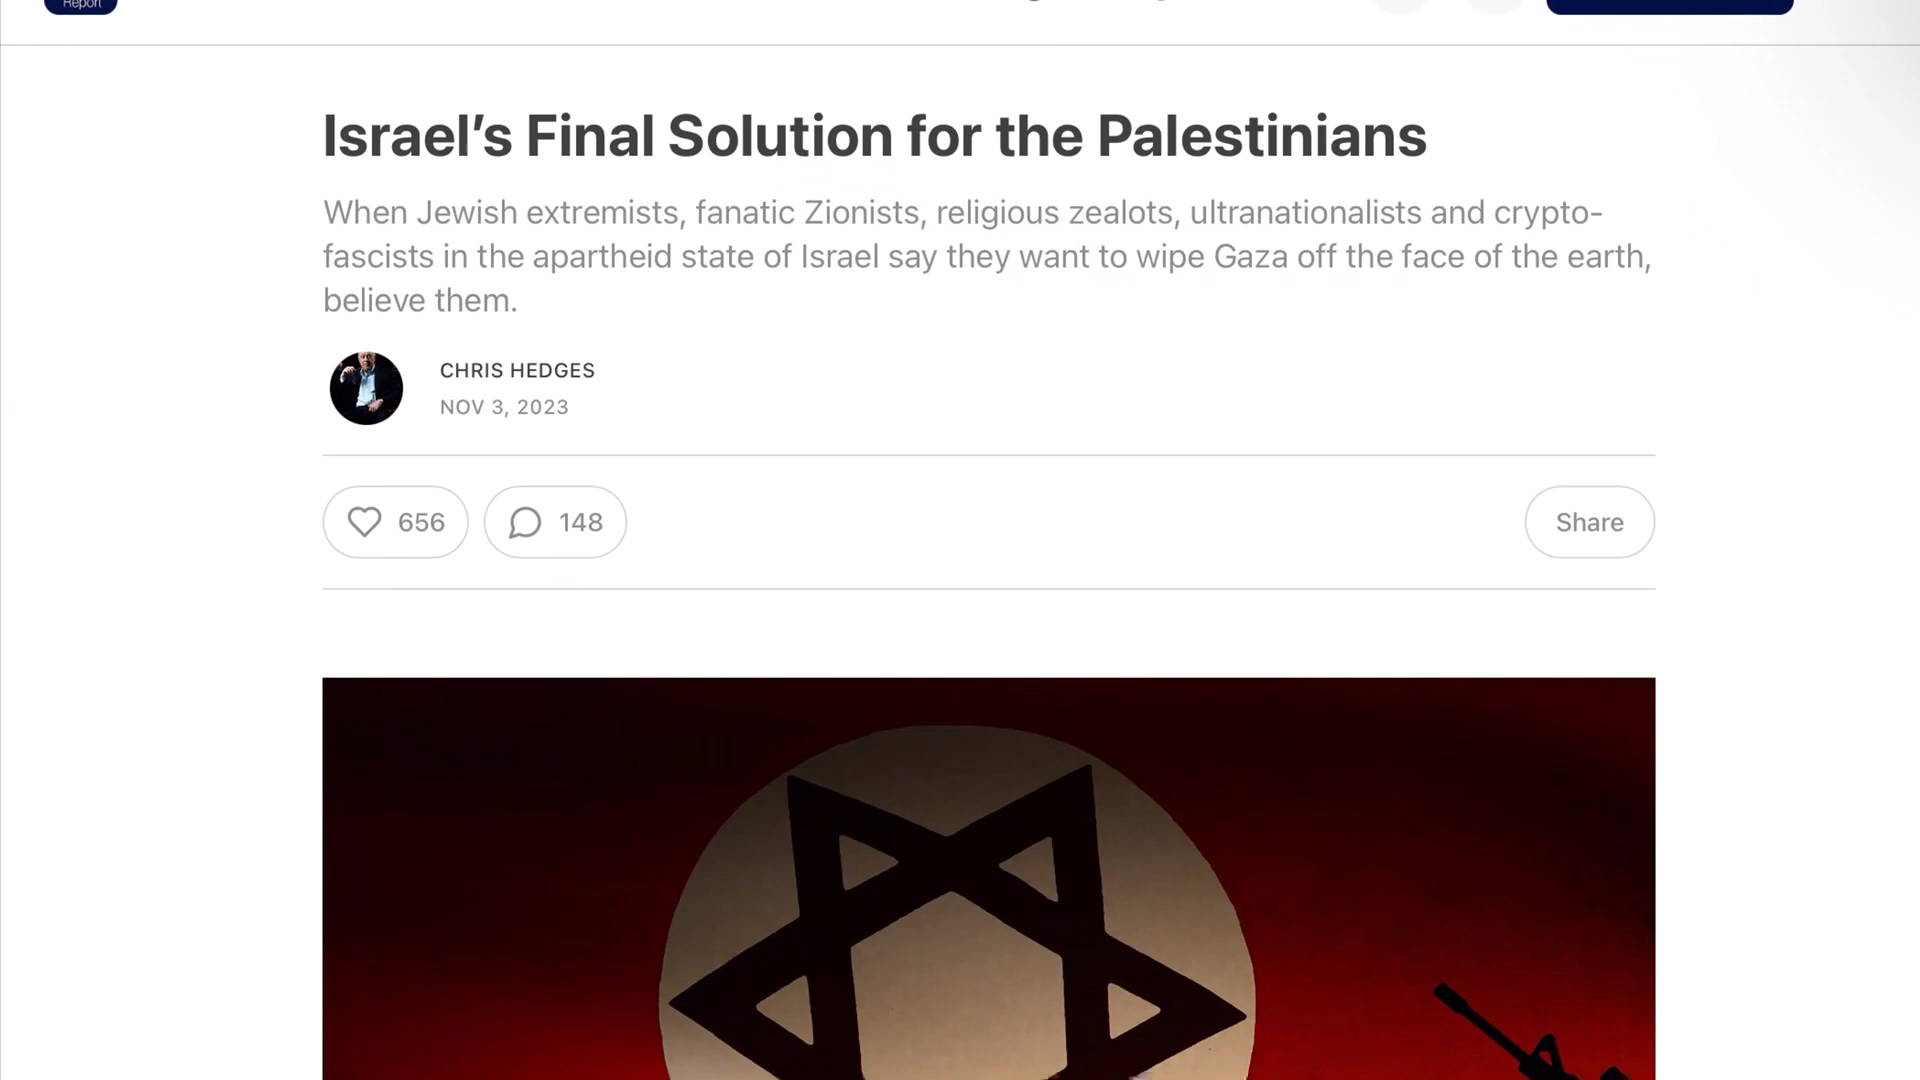 Report
Israel’s Final Solution for the Palestinians
When Jewish extremists, fanatic Zionists, religious zealots, ultranationalists and crypto-
fascists in the apartheid state of Israel say they want to wipe Gaza off the face of the earth,
believe them.
CHRIS HEDGES
NOV 3, 2023
656 148 Share